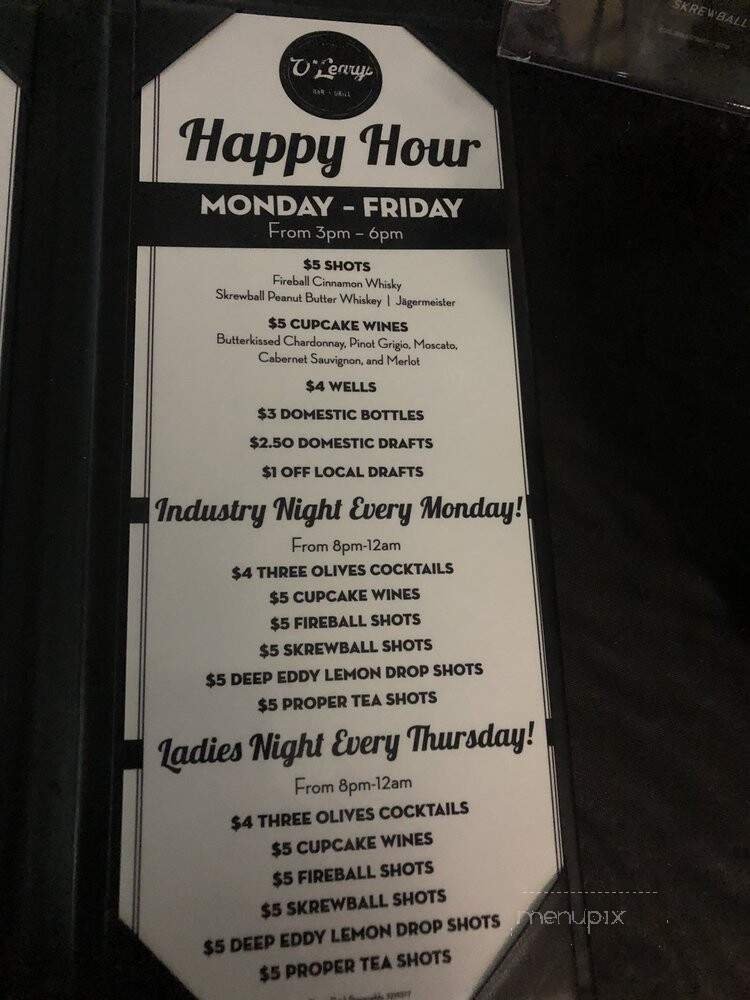 SKREWBALL
O'Learys
BAR + GRILL
Happy Hour
MONDAY – FRIDAY
From 3pm – 6pm
$5 SHOTS
Fireball Cinnamon Whisky
Skrewball Peanut Butter Whiskey | Jägermeister
$5 CUPCAKE WINES
Butterkissed Chardonnay, Pinot Grigio, Moscato,
Cabernet Sauvignon, and Merlot
$4 WELLS
$3 DOMESTIC BOTTLES
$2.50 DOMESTIC DRAFTS
$1 OFF LOCAL DRAFTS
Industry Night Every Monday!
From 8pm-12am
$4 THREE OLIVES COCKTAILS
$5 CUPCAKE WINES
$5 FIREBALL SHOTS
$5 SKREWBALL SHOTS
$5 DEEP EDDY LEMON DROP SHOTS
$5 PROPER TEA SHOTS
Ladies Night Every Thursday!
From 8pm-12am
$4 THREE OLIVES COCKTAILS
$5 CUPCAKE WINES
$5 FIREBALL SHOTS
$5 SKREWBALL SHOTS
$5 DEEP EDDY LEMON DROP SHOTS
$5 PROPER TEA SHOTS
menupix